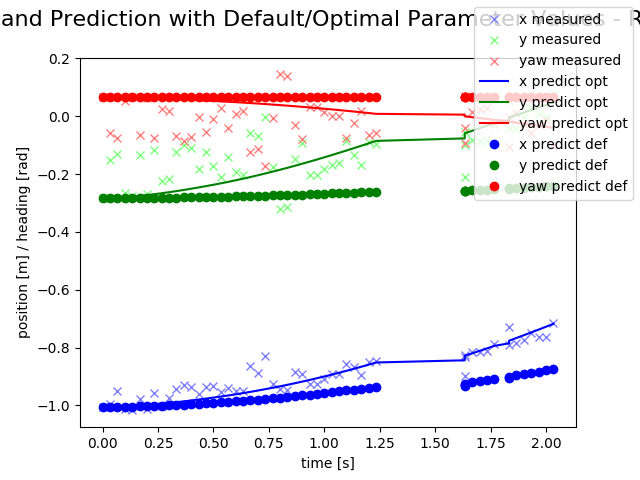 and Prediction with Default/Optimal Parameter Values - R
x measured
y measured
yaw measured
x predict opt
y predict opt
yaw predict opt
x predict def
y predict def
yaw predict def
position [m] / heading [rad]
0.2
0.0
−0.2
−0.4
−0.6
−0.8
−1.0
0.00 0.25 0.50 0.75 1.00 1.25 1.50 1.75 2.00
time [s]